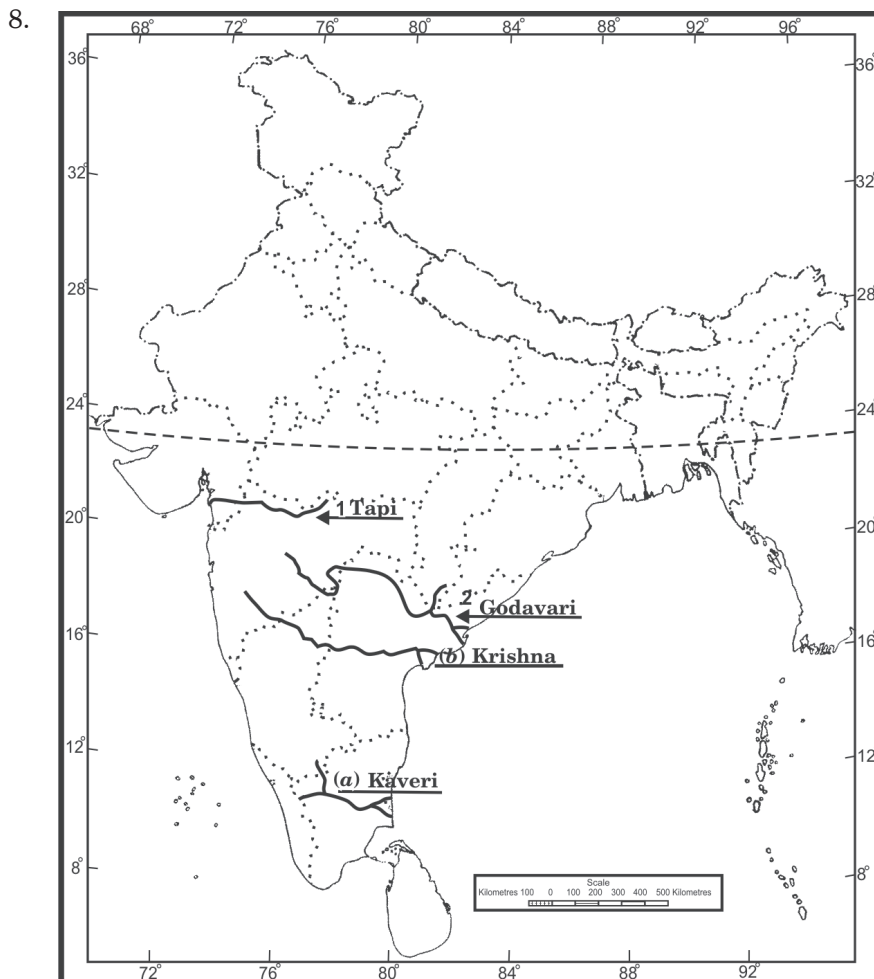 8.
68° 72° 76° 80° 84° 88° 92° 96°
36° 36°
32° 32°
28° 28°
24° 24°
20° 20°
16° 16°
12° 12°
8° 8°
1 Tapi
2
Godavari
(b) Krishna
(a) Kaveri
Scale
Kilometres 100 0 100 200 300 400 500 Kilometres
72° 76° 80° 84° 88° 92°